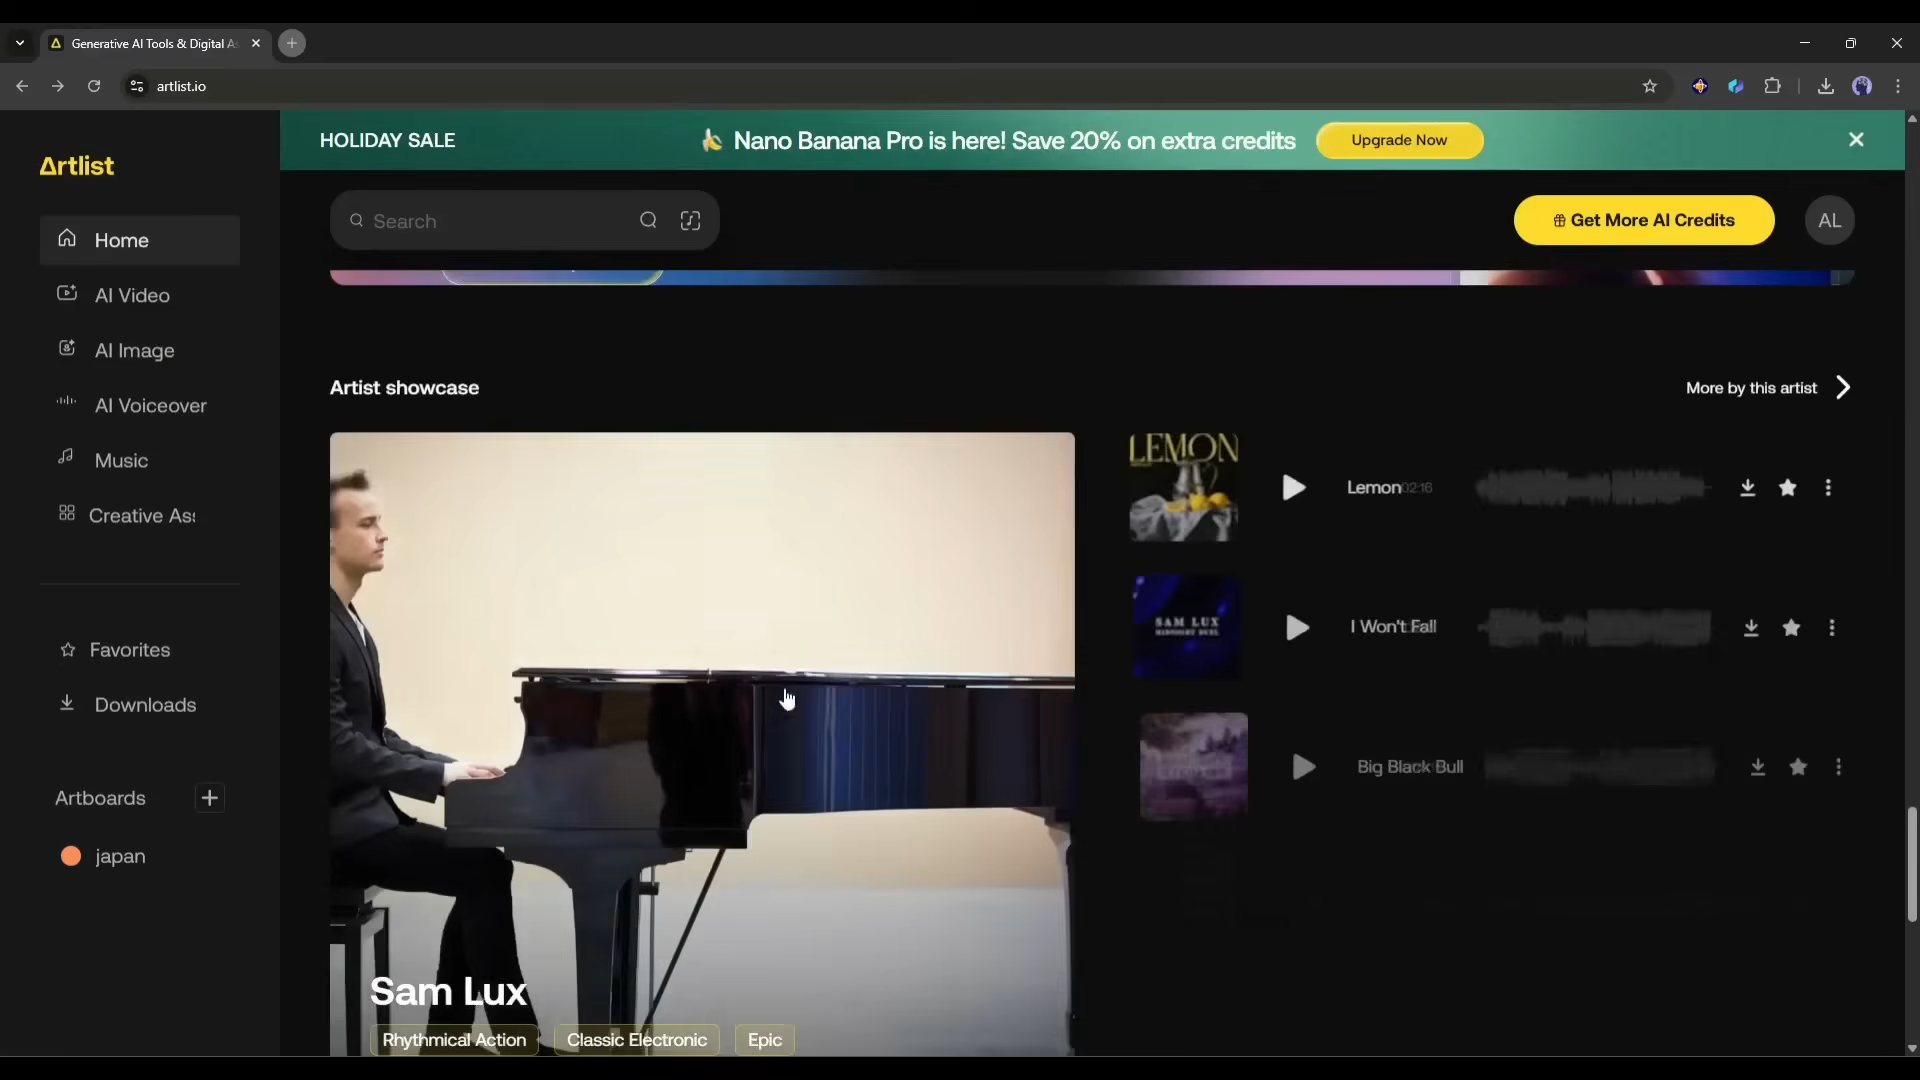 Generative AI Tools & Digital As
artlist.io
HOLIDAY SALE
Nano Banana Pro is here! Save 20% on extra credits
Upgrade Now
Artlist
Search
Get More AI Credits
AL
Home
AI Video
AI Image
AI Voiceover
Music
Creative Ass
Favorites
Downloads
Artboards
japan
Artist showcase
More by this artist
LEMON
Lemon
02:16
SAM LUX
MIDNIGHT DUEL
I Won't Fall
Big Black Bull
Sam Lux
Rhythmical Action
Classic Electronic
Epic